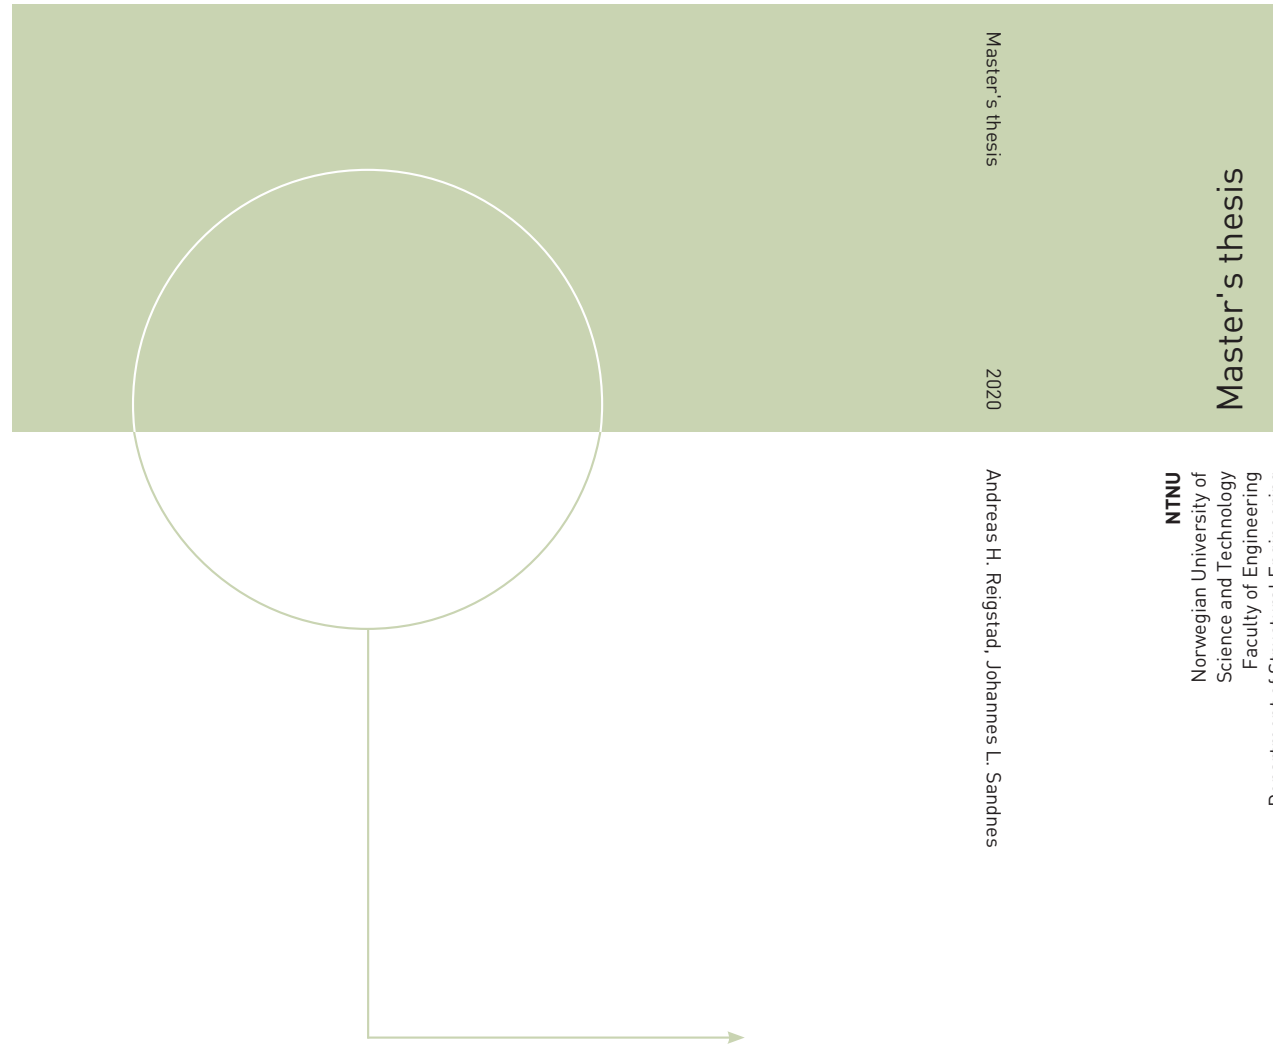 Master's thesis
2020
Andreas H. Reigstad, Johannes L. Sandnes
Master's thesis
NTNU
Norwegian University of
Science and Technology
Faculty of Engineering